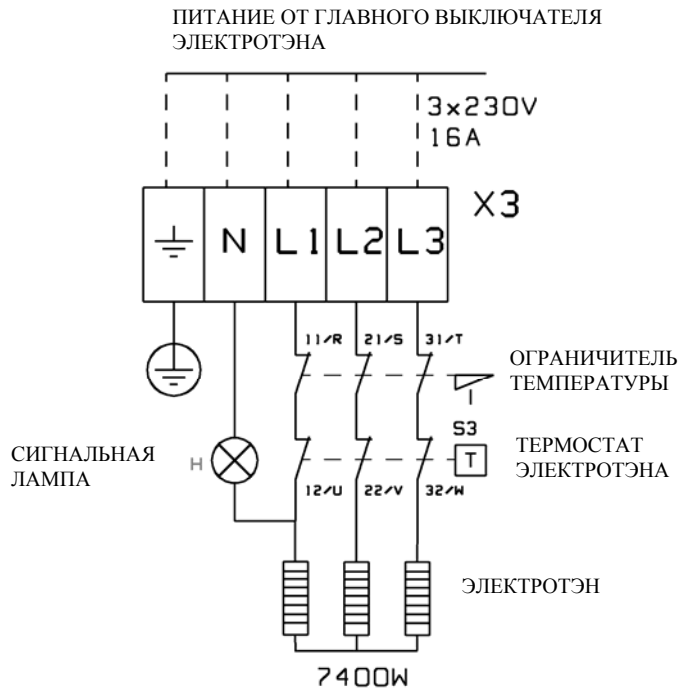 ПИТАНИЕ ОТ ГЛАВНОГО ВЫКЛЮЧАТЕЛЯ
ЭЛЕКТРОТЭНА
3x230V
16A
X3
N
L1
L2
L3
11/R
21/S
31/T
ОГРАНИЧИТЕЛЬ
ТЕМПЕРАТУРЫ
S3
T
ТЕРМОСТАТ
ЭЛЕКТРОТЭНА
СИГНАЛЬНАЯ
ЛАМПА
H
12/U
22/V
32/W
ЭЛЕКТРОТЭН
7400W